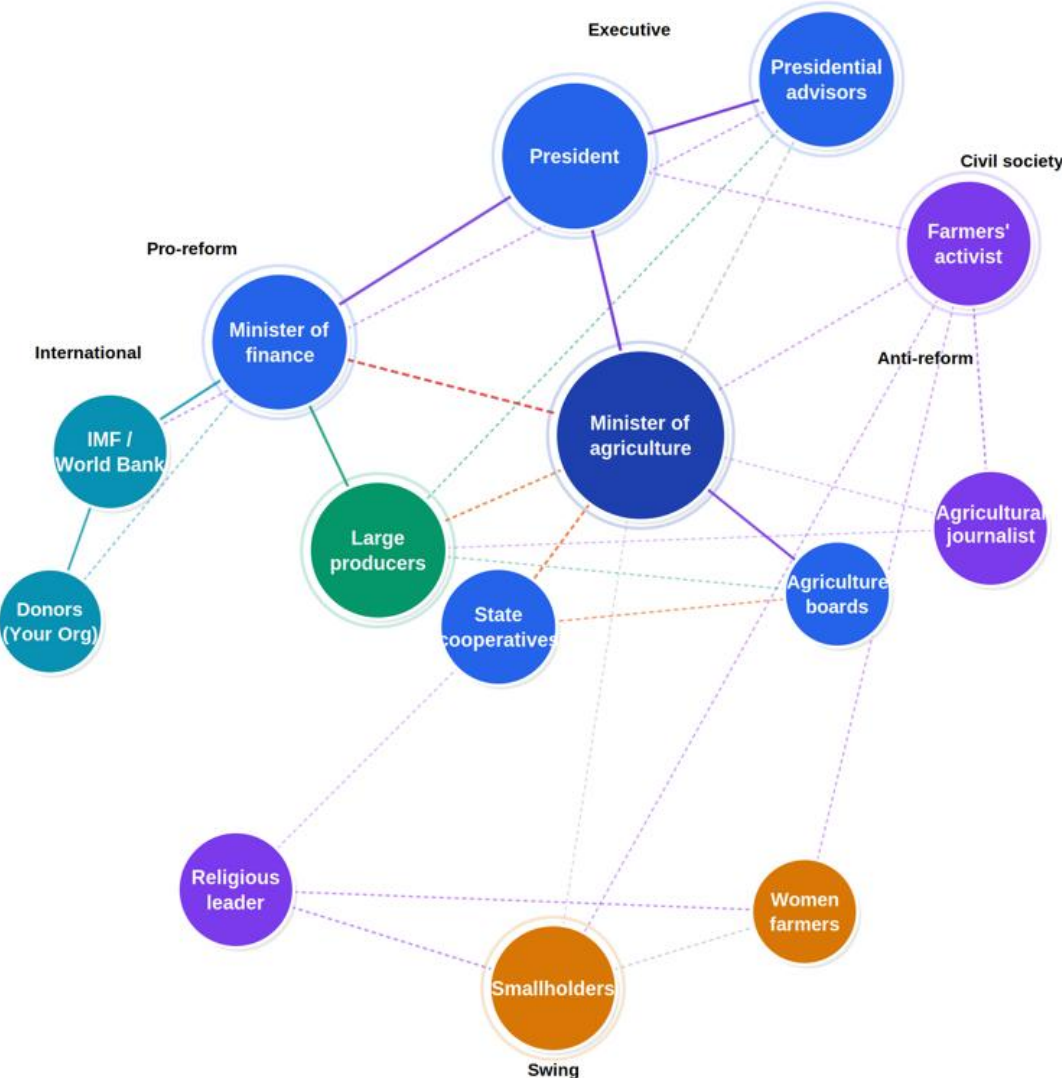 Executive
Presidential
advisors
President
Civil society
Farmers'
activist
Pro-reform
Minister of
finance
International
Anti-reform
IMF /
World Bank
Minister of
agriculture
Large
producers
Agricultural
journalist
Donors
(Your Org)
State
cooperatives
Agriculture
boards
Religious
leader
Women
farmers
Smallholders
Swing